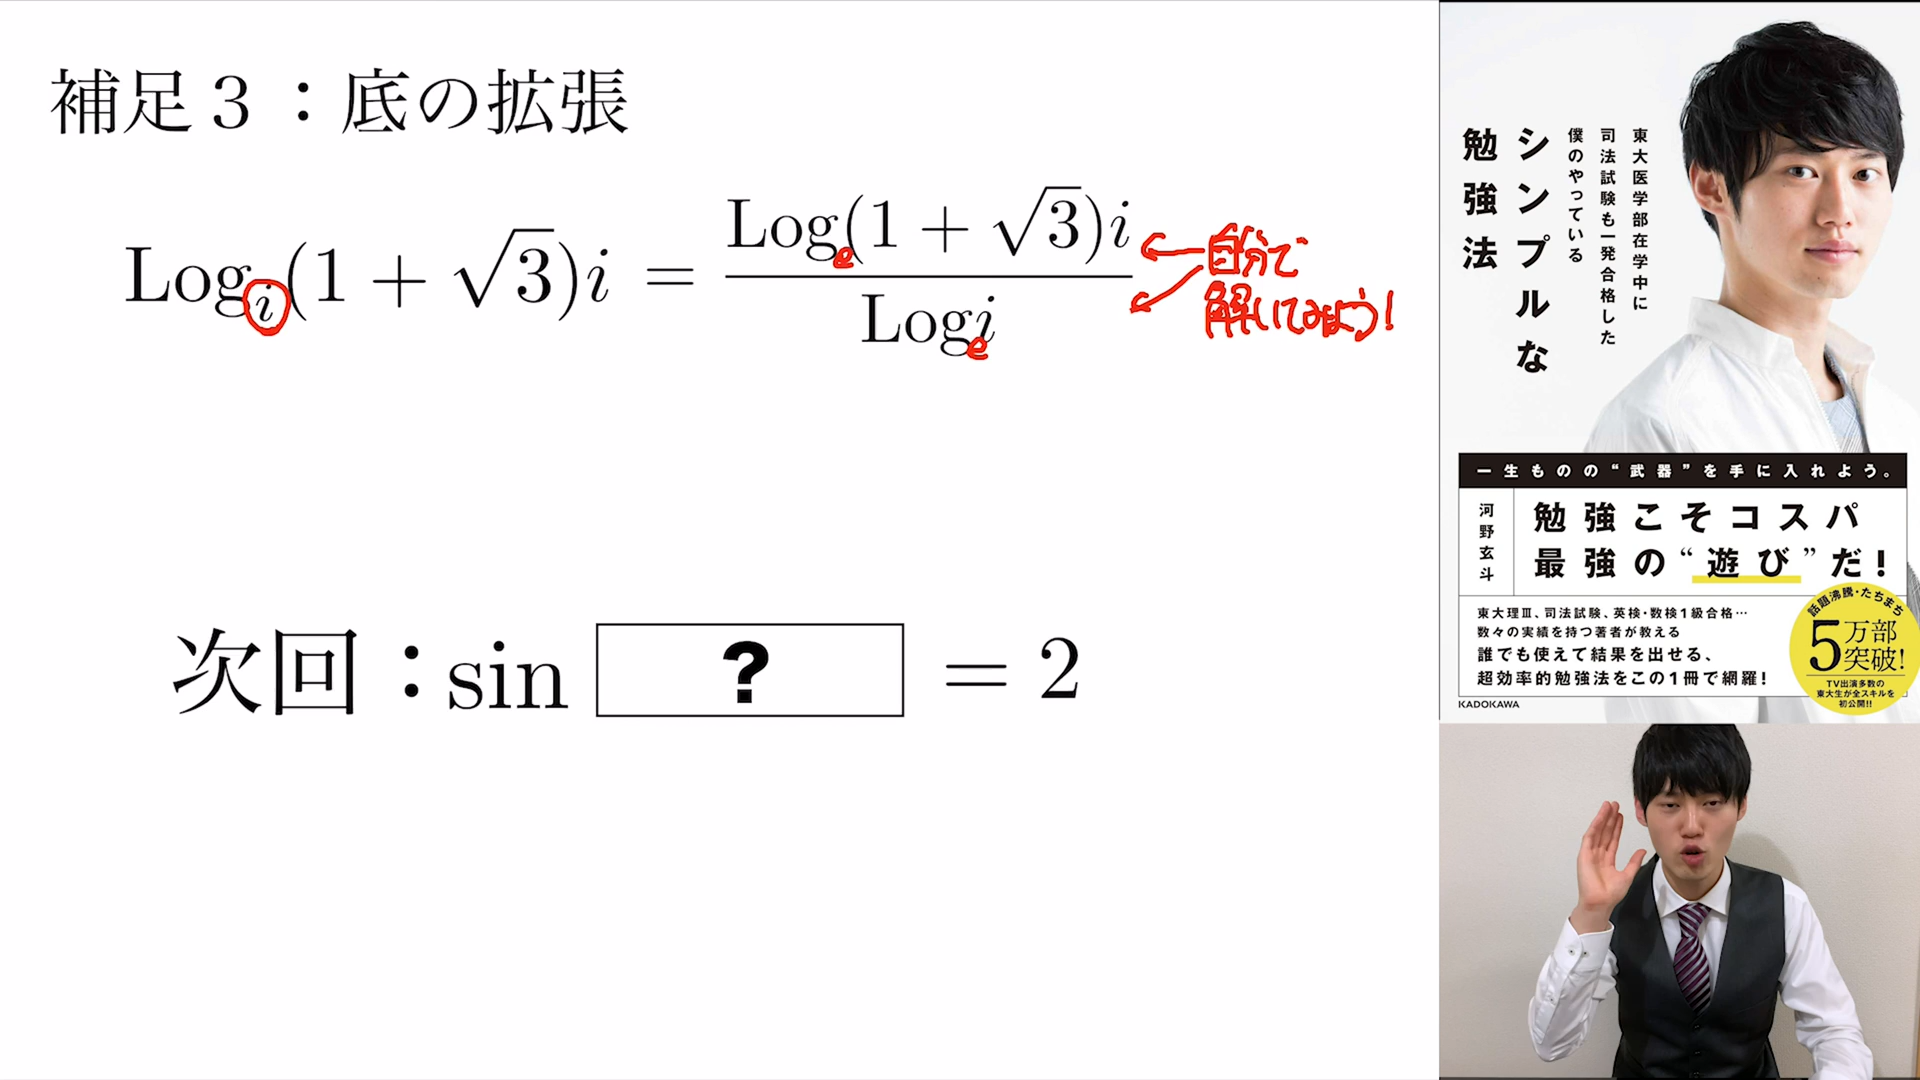 補足３：底の拡張
Log_i(1 + √3)i = Log_e(1 + √3)i / Log_e i
自分で
解いてみよう！
次回：sin ? = 2
東大医学部在学中に
司法試験も一発合格した
僕のやっている
シンプルな
勉強法
一生ものの“武器”を手に入れよう。
河野玄斗
勉強こそコスパ
最強の“遊び”だ！
東大理Ⅲ、司法試験、英検・数検1級合格…
数々の実績を持つ著者が教える
誰でも使えて結果を出せる、
超効率的勉強法をこの1冊で網羅！
KADOKAWA
話題沸騰・たちまち
5万部
突破！
TV出演多数の
東大生が全スキルを
初公開!!